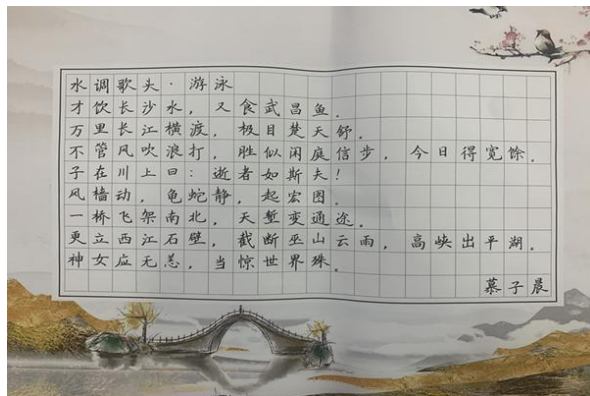 水调歌头·游泳
才饮长沙水，又食武昌鱼。
万里长江横渡，极目楚天舒。
不管风吹浪打，胜似闲庭信步，今日得宽馀。
子在川上曰：逝者如斯夫！
风樯动，龟蛇静，起宏图。
一桥飞架南北，天堑变通途。
更立西江石壁，截断巫山云雨，高峡出平湖。
神女应无恙，当惊世界殊。
慕子晨